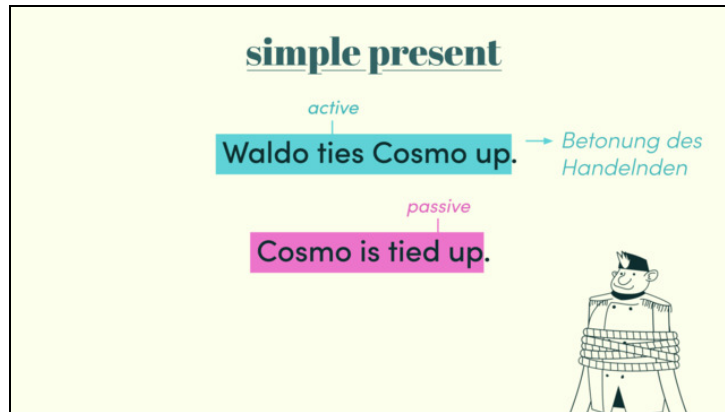 simple present
active
Waldo ties Cosmo up.
→ Betonung des
Handelnden
passive
Cosmo is tied up.